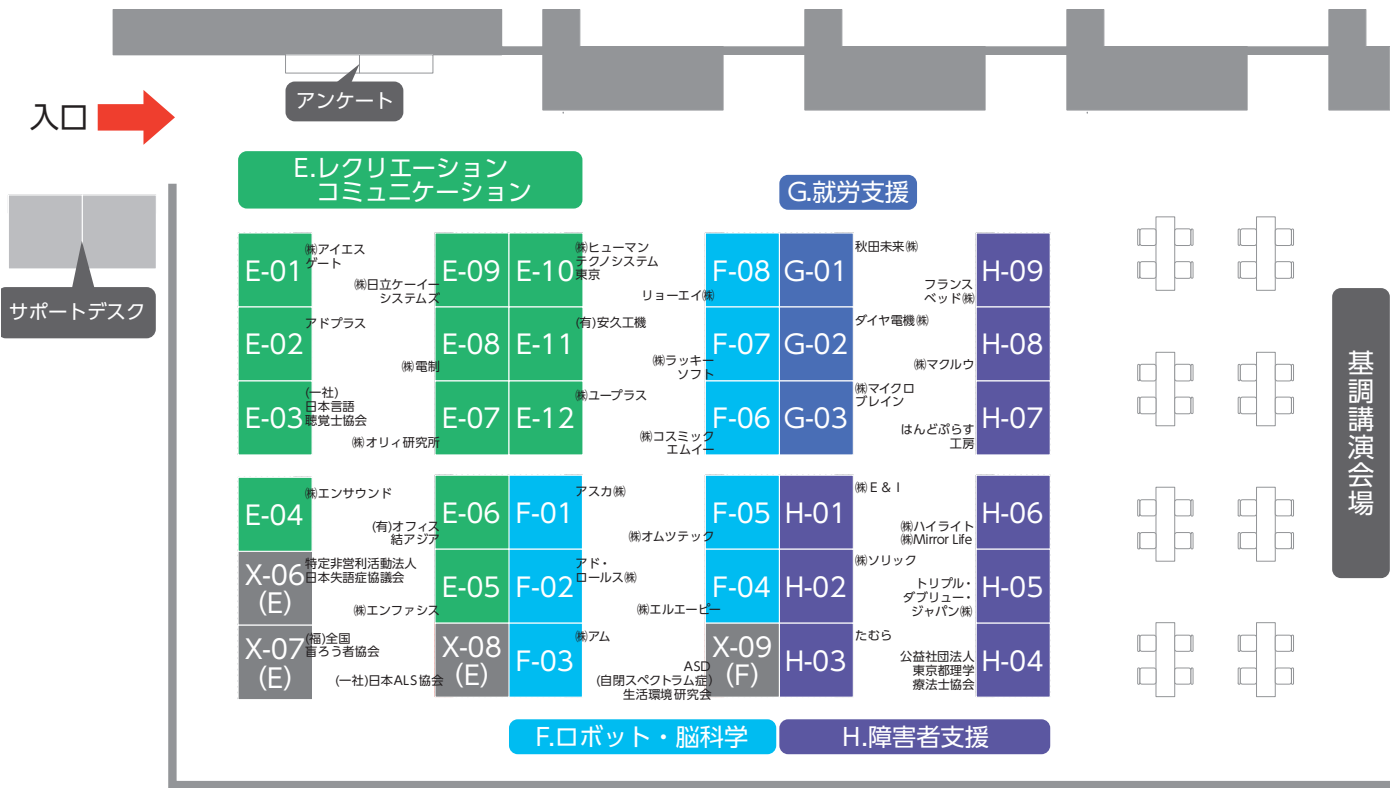 アンケート
入口
E.レクリエーション
コミュニケーション
G.就労支援
サポートデスク
E-01
㈱アイエス
ゲート
㈱日立ケーイー
システムズ
E-09
E-10
㈱ヒューマン
テクノシステム
東京
リョーエイ㈱
F-08
G-01
秋田未来㈱
フランス
ベッド㈱
H-09
E-02
アドプラス
㈱電制
E-08
E-11
(有)安久工機
㈱ラッキー
ソフト
F-07
G-02
ダイヤ電機㈱
㈱マクルウ
H-08
E-03
(一社)
日本言語
聴覚士協会
㈱オリィ研究所
E-07
E-12
㈱ユープラス
㈱コスミック
エムイー
F-06
G-03
㈱マイクロ
ブレイン
はんどぷらす
工房
H-07
E-04
㈱エンサウンド
(有)オフィス
結アジア
E-06
F-01
アスカ㈱
㈱オムツテック
F-05
H-01
㈱E & I
㈱ハイライト
㈱Mirror Life
H-06
X-06
(E)
特定非営利活動法人
日本失語症協議会
㈱エンファシス
E-05
F-02
アド・
ロールス㈱
㈱エルエーピー
F-04
H-02
㈱ソリック
トリプル・
ダブリュー・
ジャパン㈱
H-05
X-07
(E)
(福)全国
盲ろう者協会
(一社)日本ALS協会
X-08
(E)
F-03
㈱アム
ASD
(自閉スペクトラム症)
生活環境研究会
X-09
(F)
H-03
たむら
公益社団法人
東京都理学
療法士協会
H-04
F.ロボット・脳科学
H.障害者支援
基調講演会場